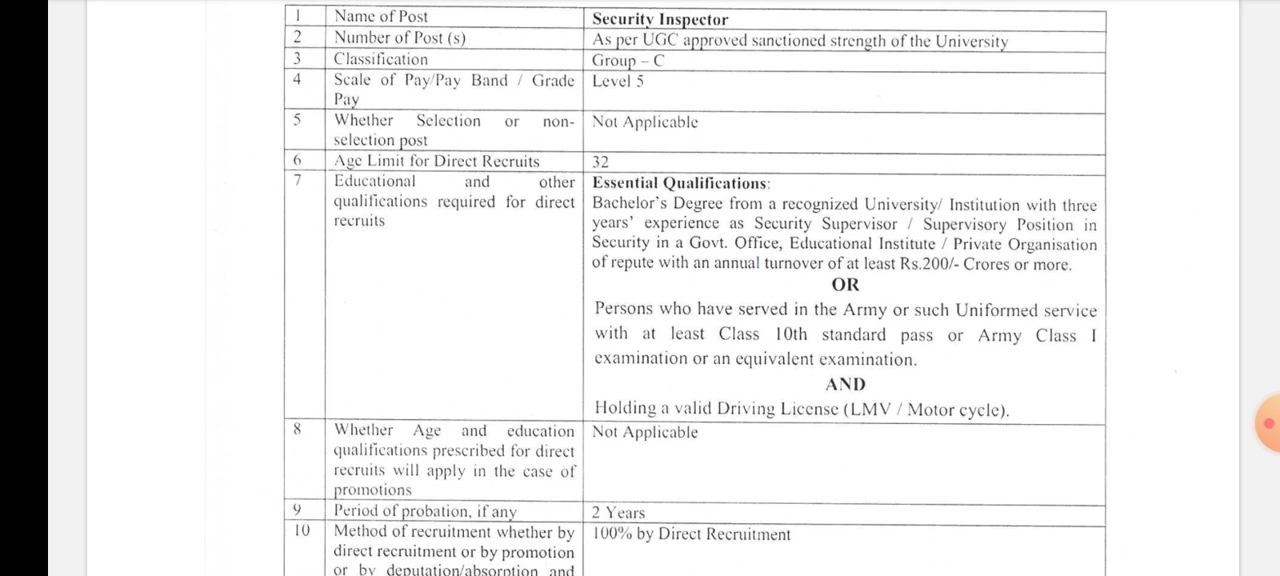 1 Name of Post Security Inspector
2 Number of Post (s) As per UGC approved sanctioned strength of the University
3 Classification Group – C
4 Scale of Pay/Pay Band / Grade Level 5
Pay
5 Whether Selection or non- Not Applicable
selection post
6 Age Limit for Direct Recruits 32
7 Educational and other Essential Qualifications:
qualifications required for direct Bachelor's Degree from a recognized University/ Institution with three
recruits years' experience as Security Supervisor / Supervisory Position in
Security in a Govt. Office, Educational Institute / Private Organisation
of repute with an annual turnover of at least Rs.200/- Crores or more.
OR
Persons who have served in the Army or such Uniformed service
with at least Class 10th standard pass or Army Class I
examination or an equivalent examination.
AND
Holding a valid Driving License (LMV / Motor cycle).
8 Whether Age and education Not Applicable
qualifications prescribed for direct
recruits will apply in the case of
promotions
9 Period of probation, if any 2 Years
10 Method of recruitment whether by 100% by Direct Recruitment
direct recruitment or by promotion
or by deputation/absorption and